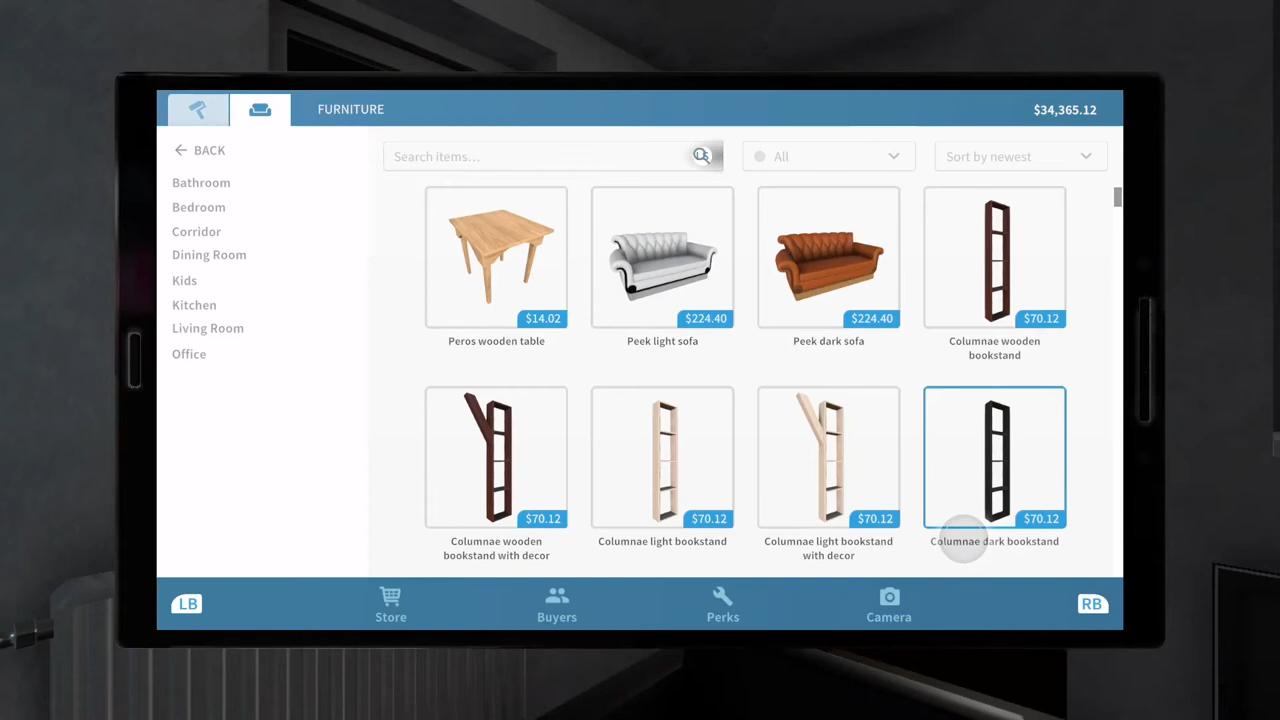 FURNITURE
$34,365.12
BACK
Search items...
All
Sort by newest
Bathroom
Bedroom
Corridor
Dining Room
Kids
Kitchen
Living Room
Office
$14.02
$224.40
$224.40
$70.12
Peros wooden table
Peek light sofa
Peek dark sofa
Columnae wooden
bookstand
$70.12
$70.12
$70.12
$70.12
Columnae wooden
bookstand with decor
Columnae light bookstand
Columnae light bookstand
with decor
Columnae dark bookstand
LB
Store
Buyers
Perks
Camera
RB